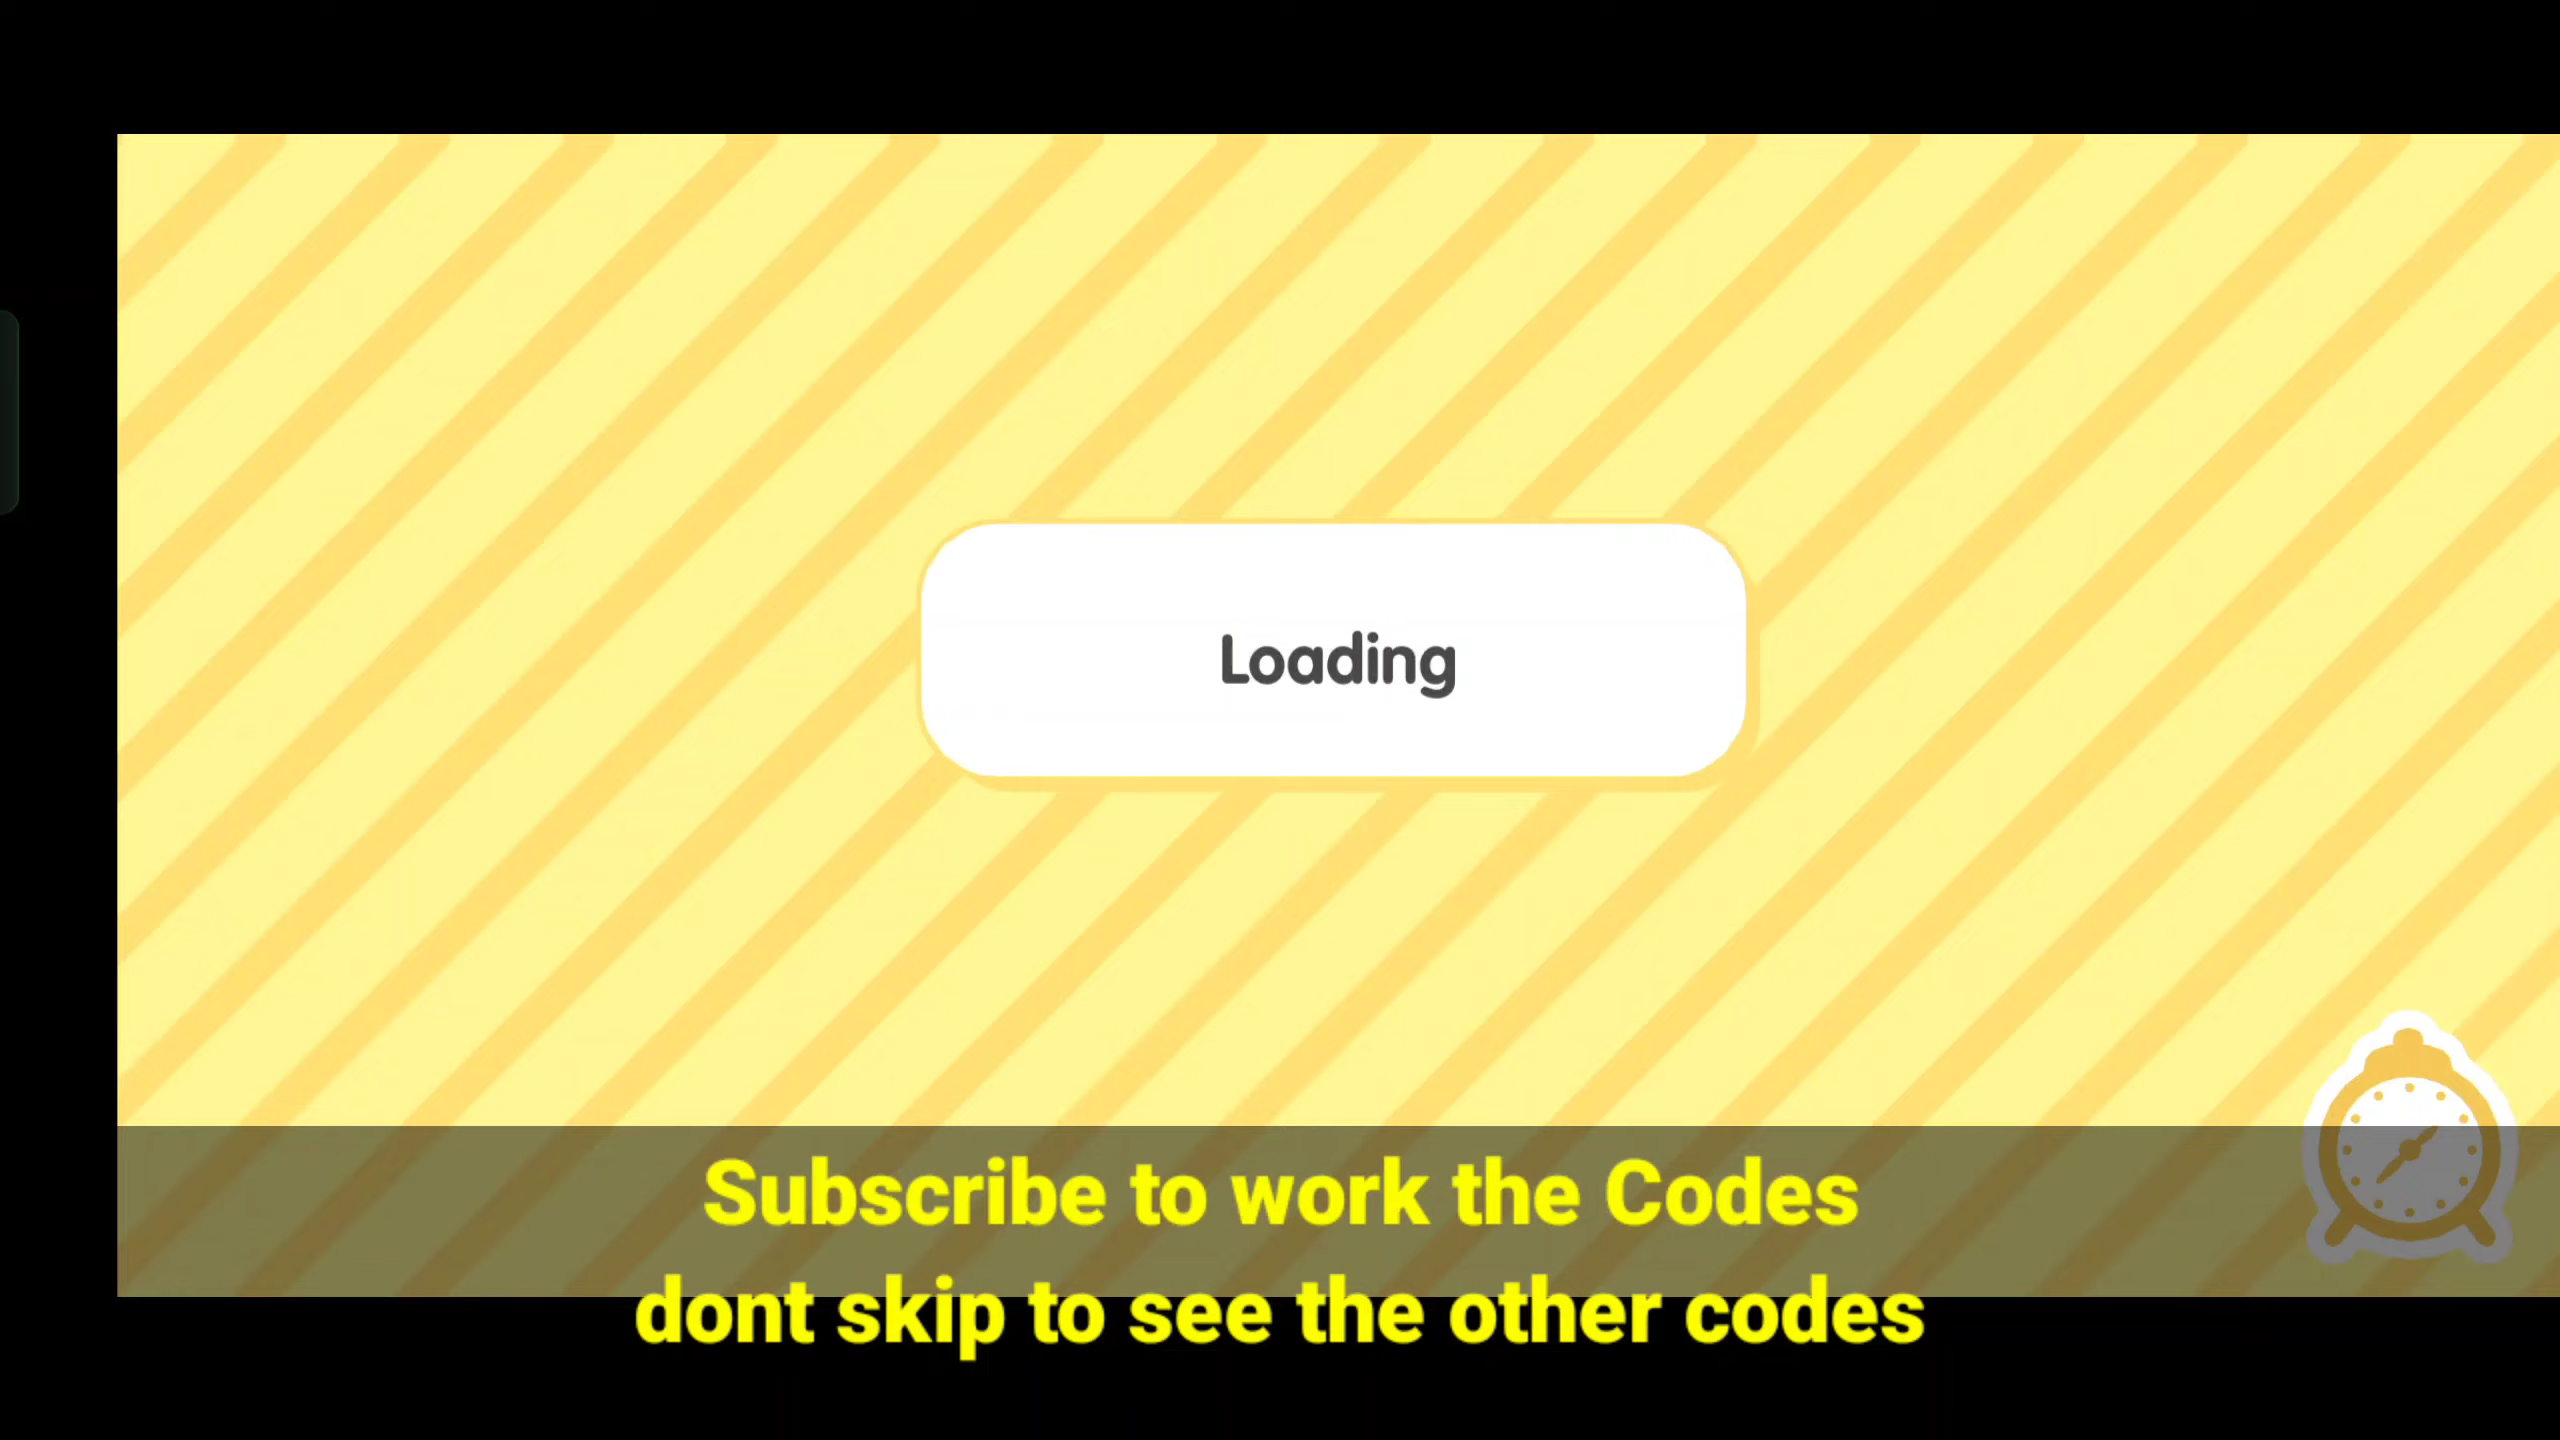 Loading
Subscribe to work the Codes
dont skip to see the other codes